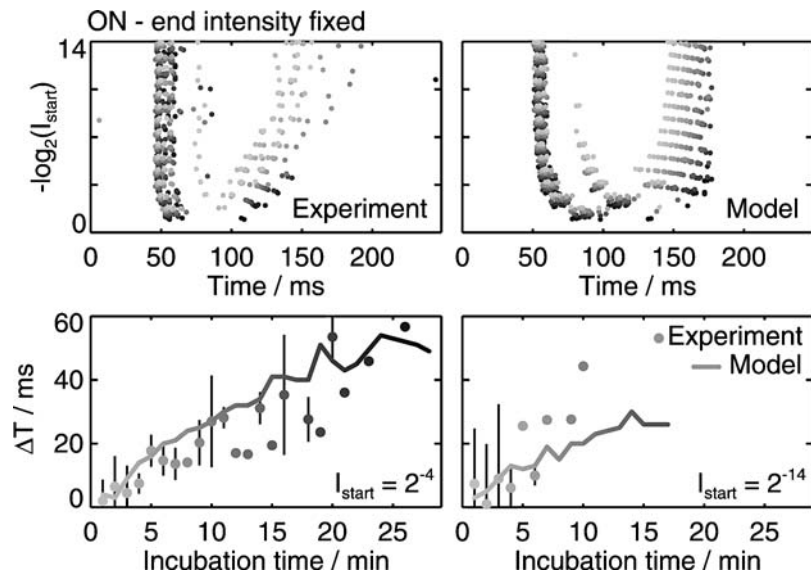 ON - end intensity fixed
14
-log2(Istart)
0
Experiment
Model
0 50 100 150 200
0 50 100 150 200
Time / ms
Time / ms
60
40
20
0
ΔT / ms
Experiment
Model
Istart = 2-4
Istart = 2-14
0 5 10 15 20 25
0 5 10 15 20 25
Incubation time / min
Incubation time / min